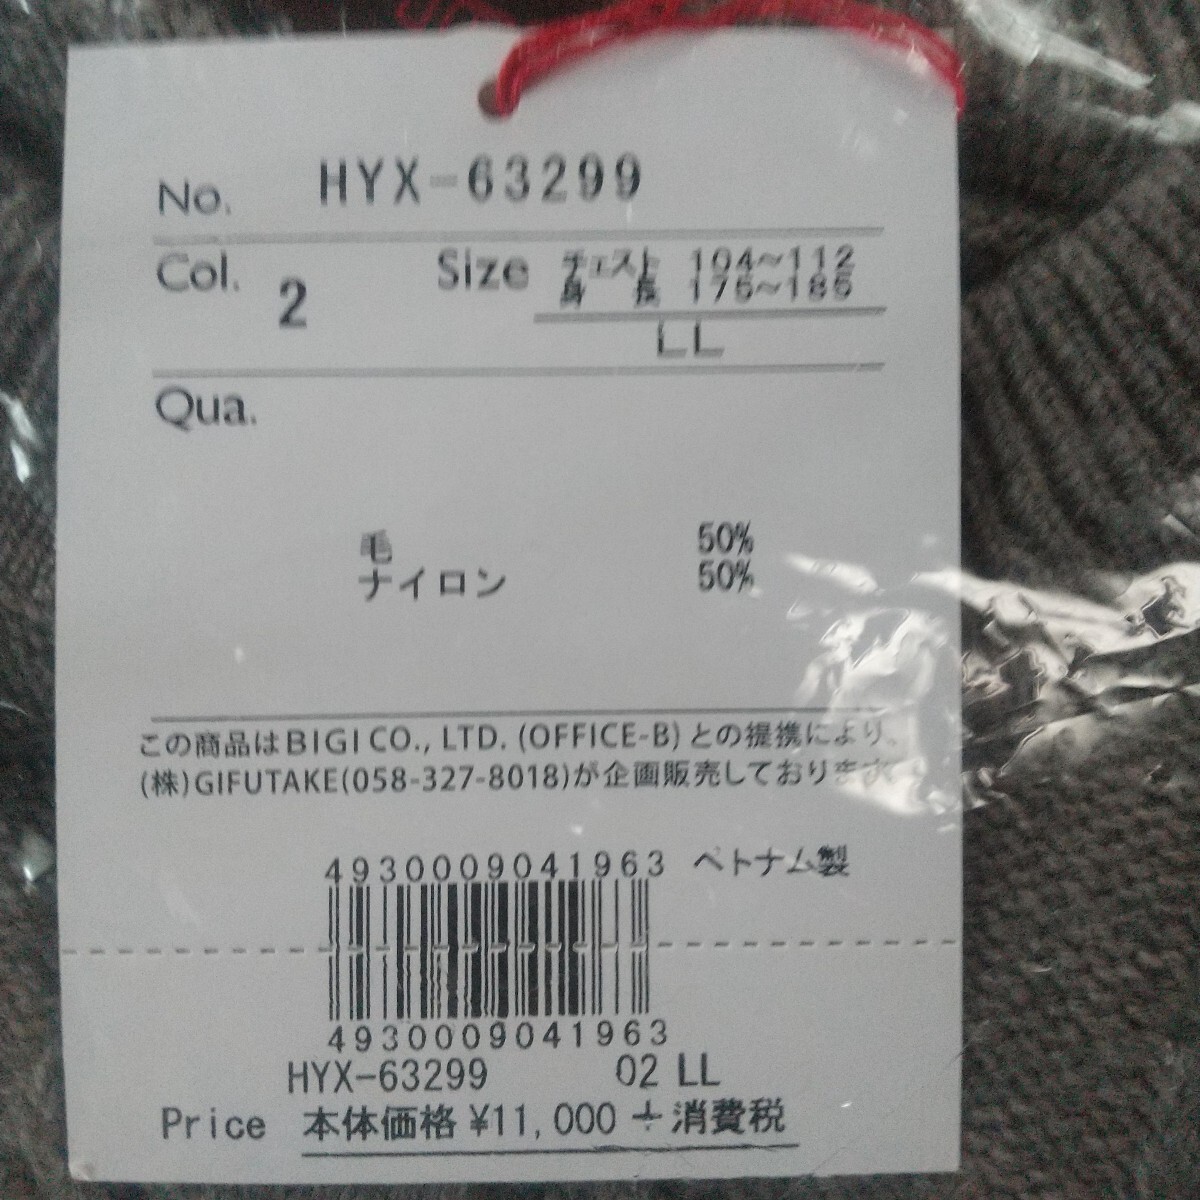 No. HYX-63299
Col. 2 Size チェスト 104~112
身長 175~185
LL
Qua.
毛 50%
ナイロン 50%
この商品はBIGI CO., LTD. (OFFICE-B) との提携により、
(株)GIFUTAKE(058-327-8018)が企画販売しております
4930009041963 ベトナム製
4930009041963
HYX-63299 02 LL
Price 本体価格 ¥11,000 +消費税